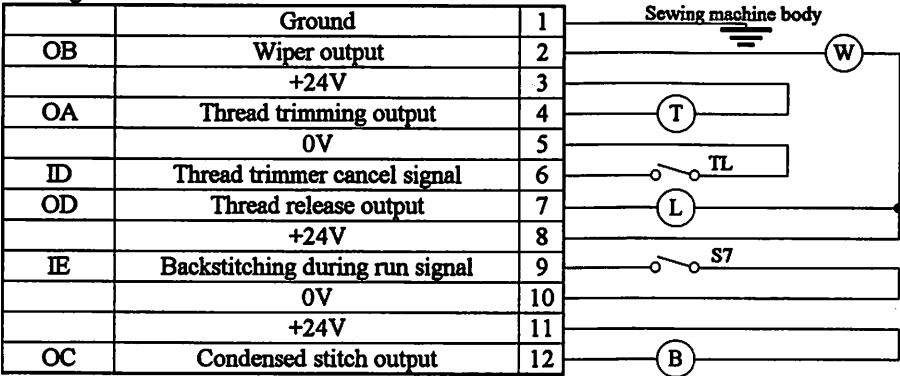 Ground 1 Sewing machine body
OB Wiper output 2 W
+24V 3
OA Thread trimming output 4 T
0V 5
ID Thread trimmer cancel signal 6 TL
OD Thread release output 7 L
+24V 8
IE Backstitching during run signal 9 S7
0V 10
+24V 11
OC Condensed stitch output 12 B